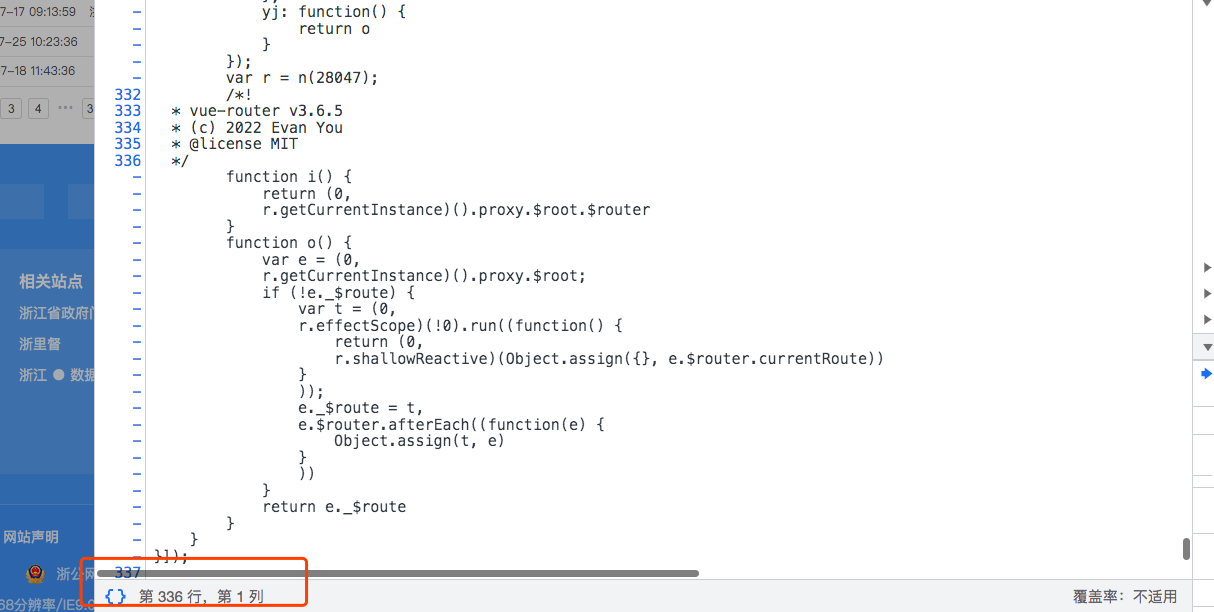 7-17 09:13:59
7-25 10:23:36
7-18 11:43:36
3 4 ··· 3
相关站点
浙江省政府门
浙里督
浙江 ● 数据
网站声明
浙公网
68分辨率/IE9.0
- yj: function() {
- return o
- }
- });
- var r = n(28047);
332 /*!
333 * vue-router v3.6.5
334 * (c) 2022 Evan You
335 * @license MIT
336 */
- function i() {
- return (0,
- r.getCurrentInstance)().proxy.$root.$router
- }
- function o() {
- var e = (0,
- r.getCurrentInstance)().proxy.$root;
- if (!e._$route) {
- var t = (0,
- r.effectScope)(!0).run((function() {
- return (0,
- r.shallowReactive)(Object.assign({}, e.$router.currentRoute))
- }
- ));
- e._$route = t,
- e.$router.afterEach((function(e) {
- Object.assign(t, e)
- }
- ))
- }
- return e._$route
- }
- }
- }]);
337
{} 第 336 行，第 1 列
覆盖率：不适用